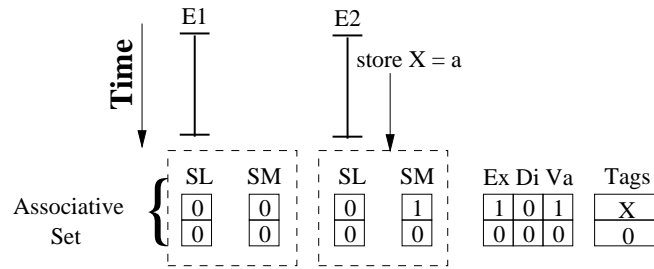 E1 E2
store X = a
Time
SL SM SL SM Ex Di Va Tags
Associative Set
{
0 0 0 1 1 0 1 X
0 0 0 0 0 0 0 0